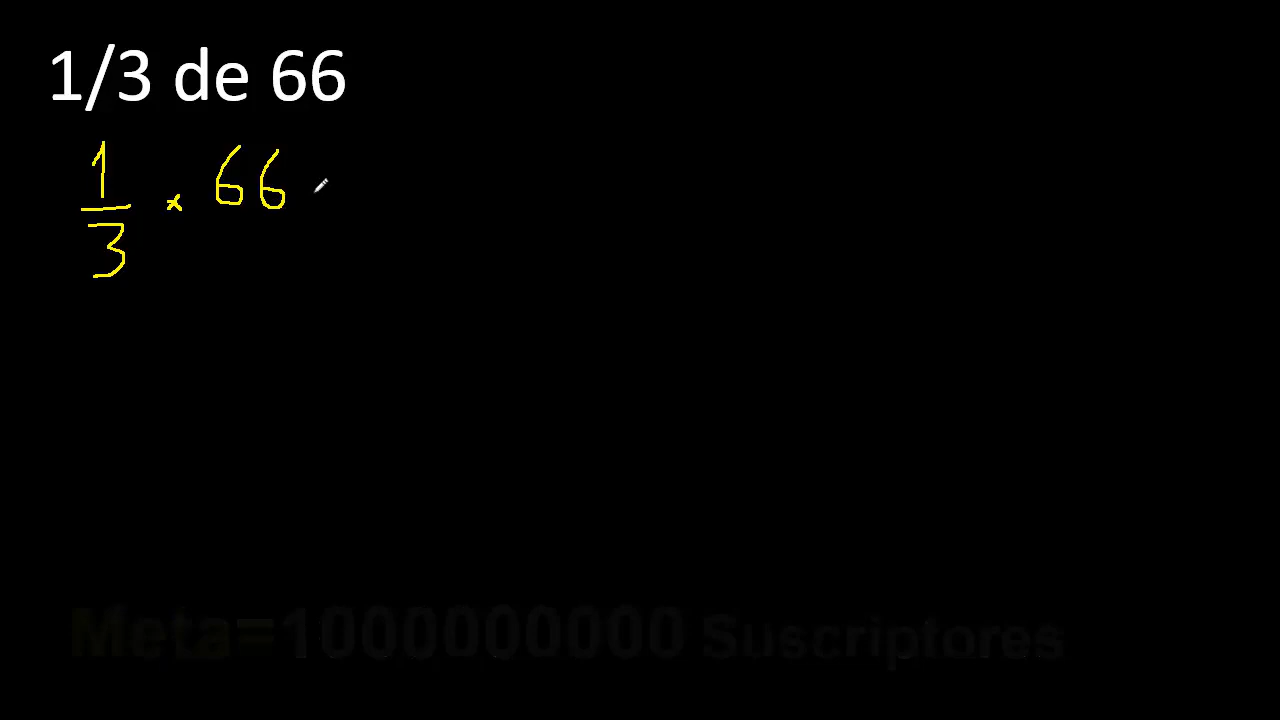 1/3 de 66
1/3 × 66
Meta=1000000000 Suscriptores